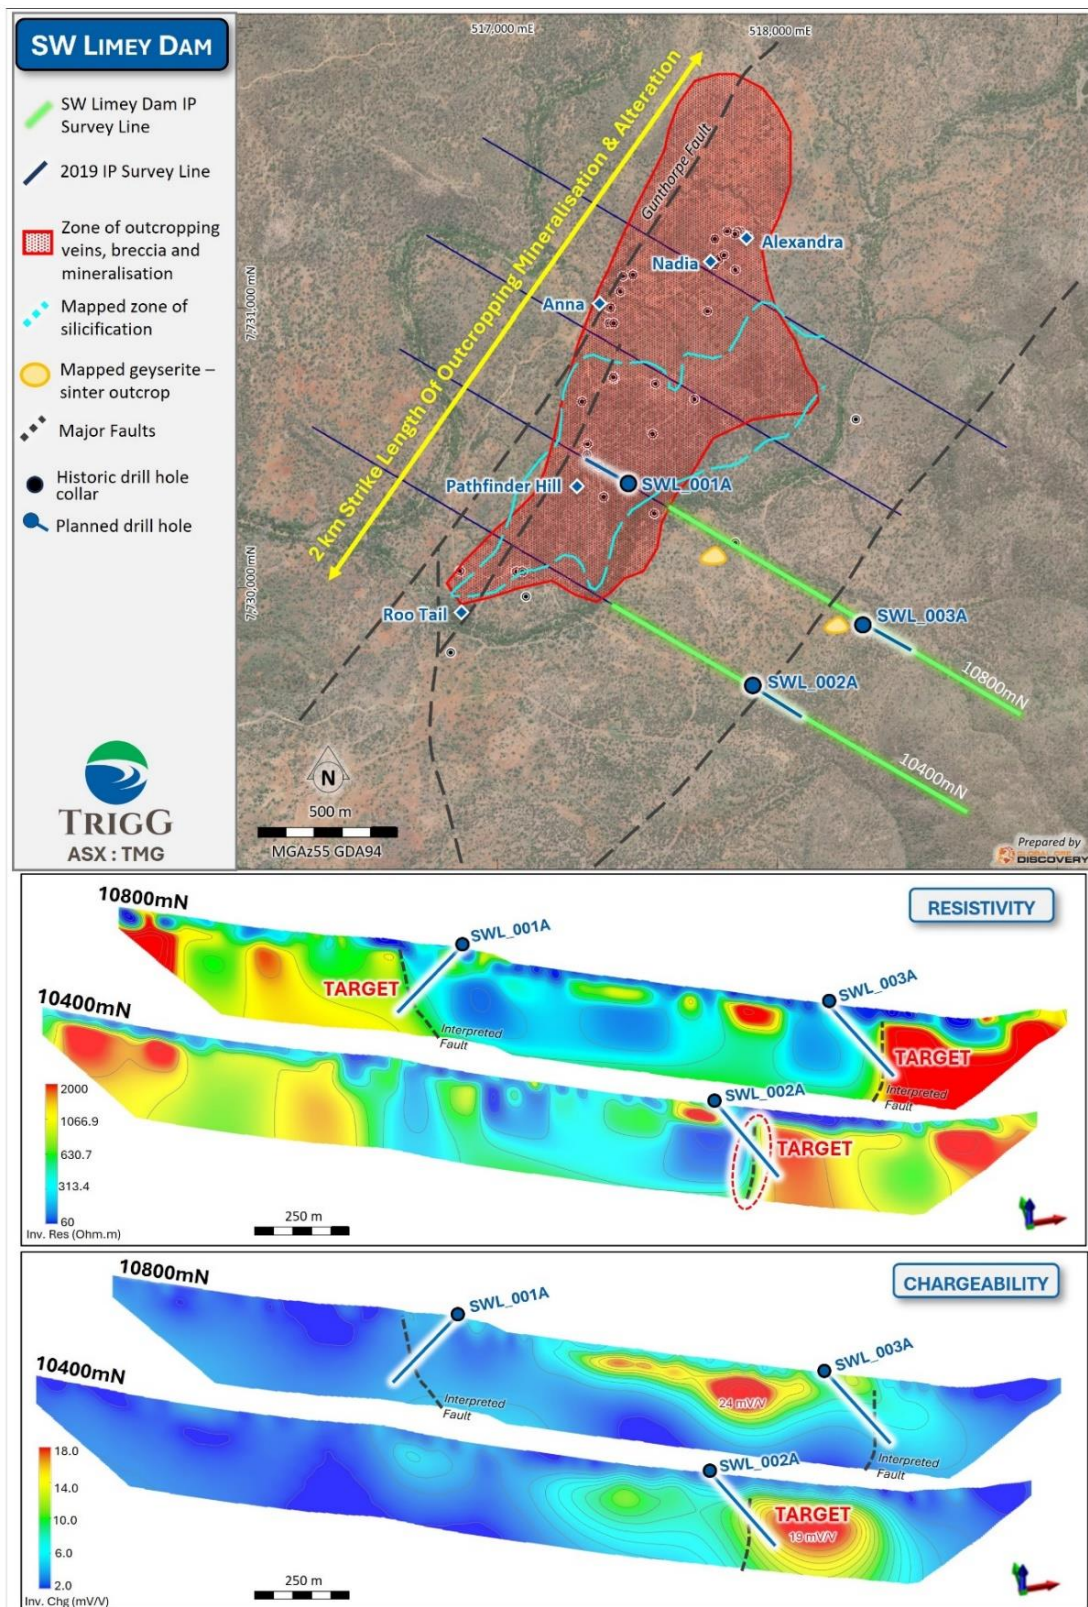 SW LIMEY DAM
SW Limey Dam IP
Survey Line
2019 IP Survey Line
Zone of outcropping
veins, breccia and
mineralisation
Mapped zone of
silicification
Mapped geyserite –
sinter outcrop
Major Faults
Historic drill hole
collar
Planned drill hole
TRIGG
ASX : TMG
517,000 mE
518,000 mE
7,731,000 mN
7,730,000 mN
2 km Strike Length Of Outcropping Mineralisation & Alteration
Gunthorpe Fault
Alexandra
Nadia
Anna
Pathfinder Hill
SWL_001A
Roo Tail
SWL_003A
SWL_002A
10800mN
10400mN
N
500 m
MGAz55 GDA94
Prepared by
GLOBAL ORE
DISCOVERY
RESISTIVITY
10800mN
SWL_001A
TARGET
Interpreted
Fault
SWL_003A
TARGET
Interpreted
Fault
10400mN
SWL_002A
TARGET
2000
1066.9
630.7
313.4
60
Inv. Res (Ohm.m)
250 m
CHARGEABILITY
10800mN
SWL_001A
Interpreted
Fault
24 mV/V
SWL_003A
Interpreted
Fault
10400mN
SWL_002A
TARGET
19 mV/V
18.0
14.0
10.0
6.0
2.0
Inv. Chg (mV/V)
250 m